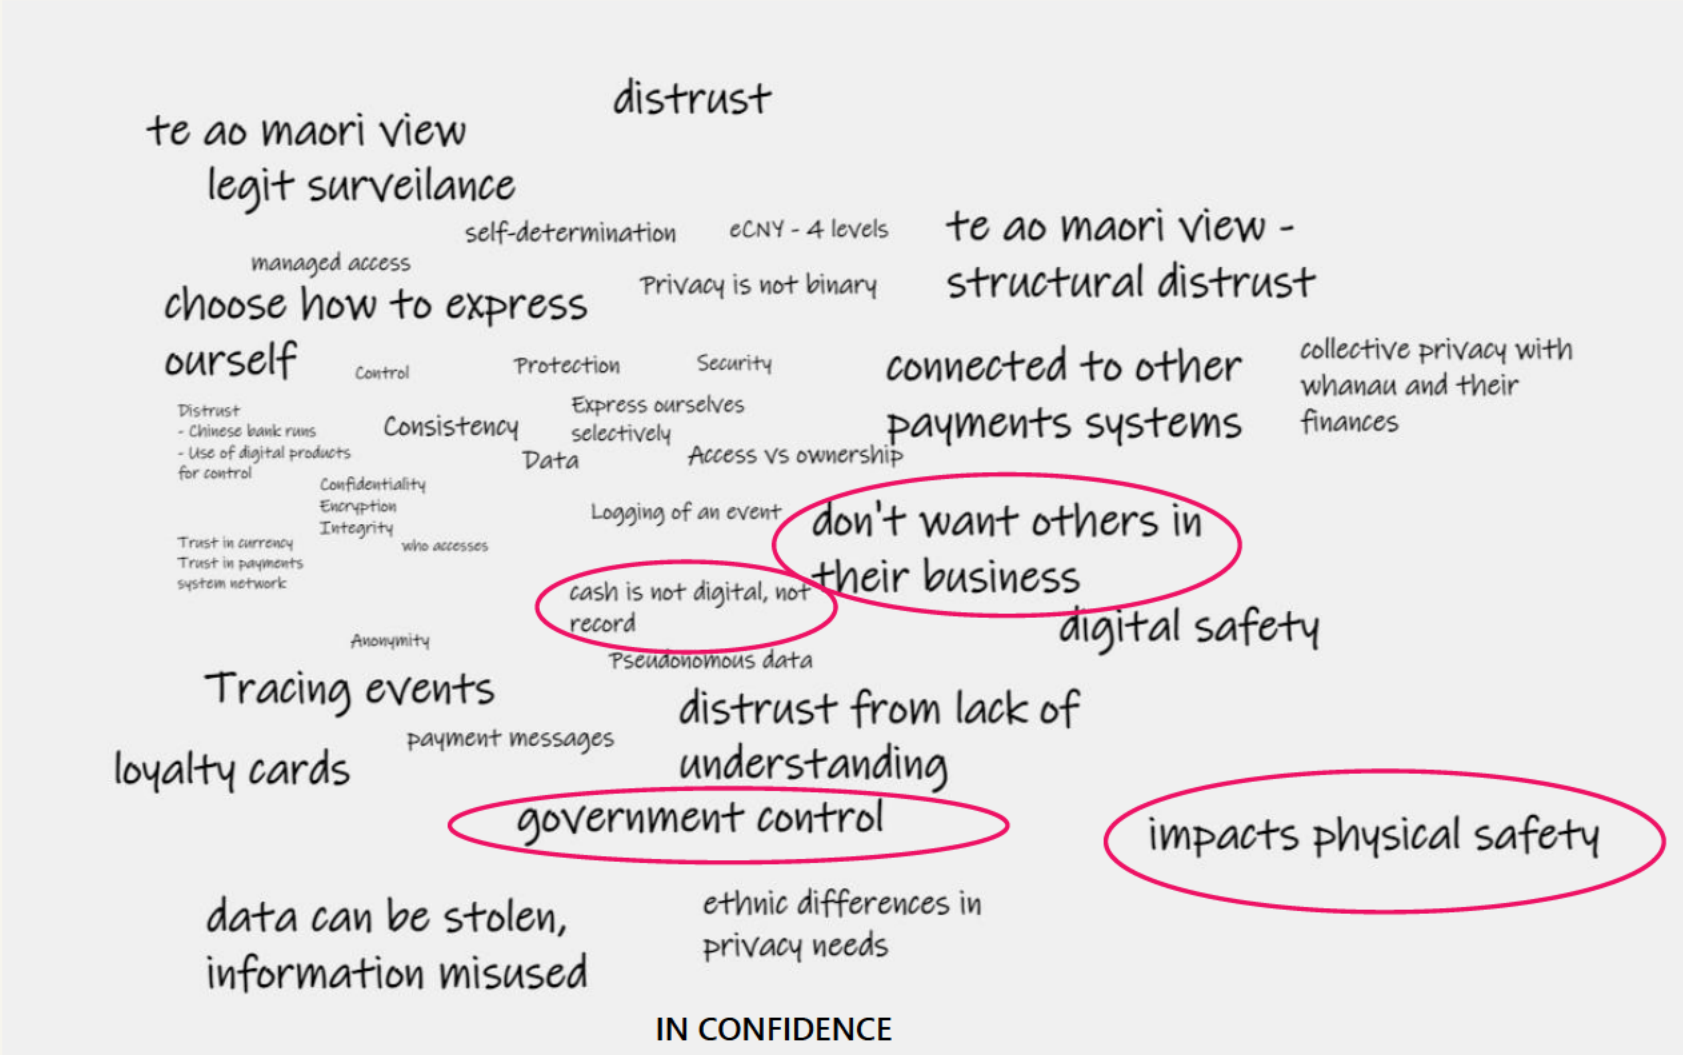 distrust
te ao maori view
legit surveilance
self-determination
eCNY - 4 levels
te ao maori view -
structural distrust
managed access
Privacy is not binary
choose how to express
ourself
Control
Protection
Security
connected to other
payments systems
collective privacy with
whanau and their
finances
Distrust
- Chinese bank runs
- Use of digital products
for control
Consistency
Express ourselves
selectively
Data
Access vs ownership
Confidentiality
Encryption
Integrity
who accesses
Logging of an event
don't want others in
their business
Trust in currency
Trust in payments
system network
cash is not digital, not
record
digital safety
Anonymity
Pseudonomous data
Tracing events
distrust from lack of
understanding
payment messages
loyalty cards
government control
impacts physical safety
data can be stolen,
information misused
ethnic differences in
privacy needs
IN CONFIDENCE